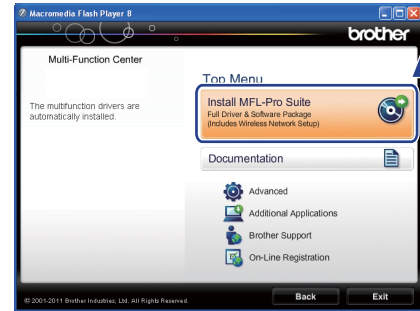 Macromedia Flash Player 8
brother
Multi-Function Center
The multifunction drivers are
automatically installed.
Top Menu
Install MFL-Pro Suite
Full Driver & Software Package
(Includes Wireless Network Setup)
Documentation
Advanced
Additional Applications
Brother Support
On-Line Registration
© 2001-2011 Brother Industries, Ltd. All Rights Reserved.
Back
Exit